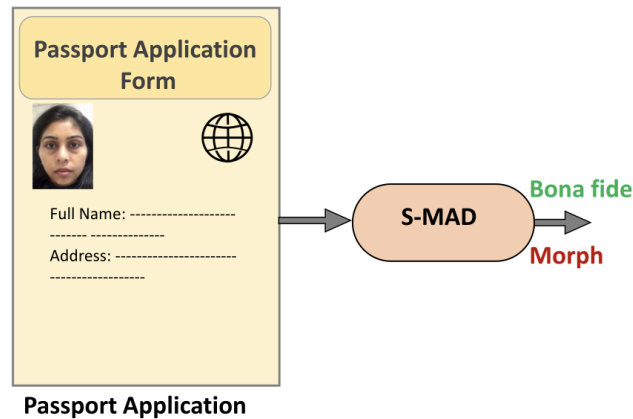 Passport Application
Form
Full Name: --------------------
------- --------------
Address: -----------------------
------------------
S-MAD
Bona fide
Morph
Passport Application